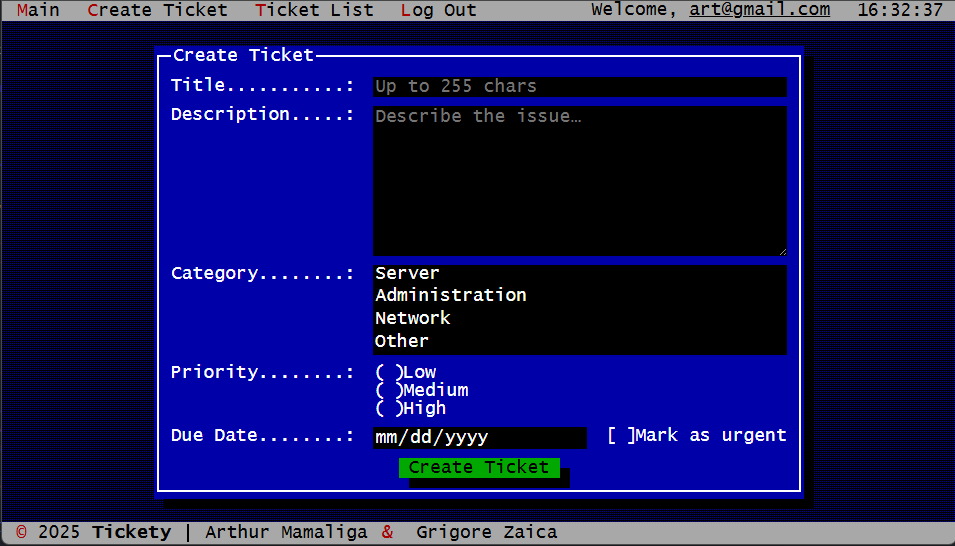 Main Create Ticket Ticket List Log Out Welcome, art@gmail.com 16:32:37
Create Ticket
Title...........: Up to 255 chars
Description.....: Describe the issue…
Category........: Server
Administration
Network
Other
Priority........: ( )Low
( )Medium
( )High
Due Date........: mm/dd/yyyy [ ]Mark as urgent
Create Ticket
© 2025 Tickety | Arthur Mamaliga & Grigore Zaica